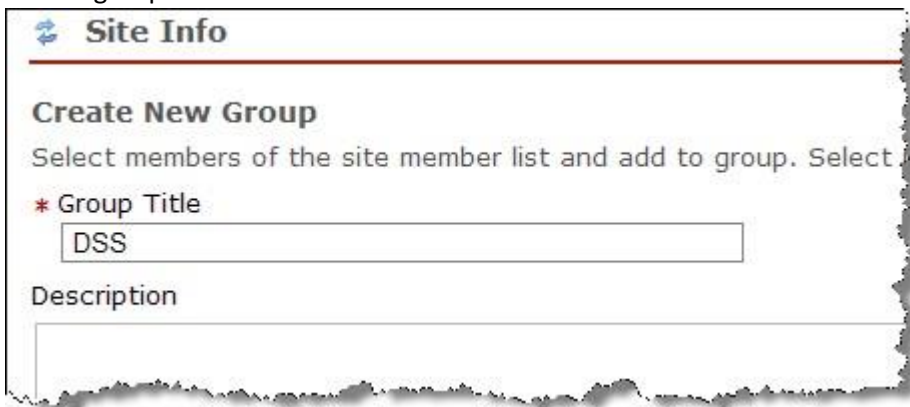 Site Info
Create New Group
Select members of the site member list and add to group. Select
* Group Title
DSS
Description